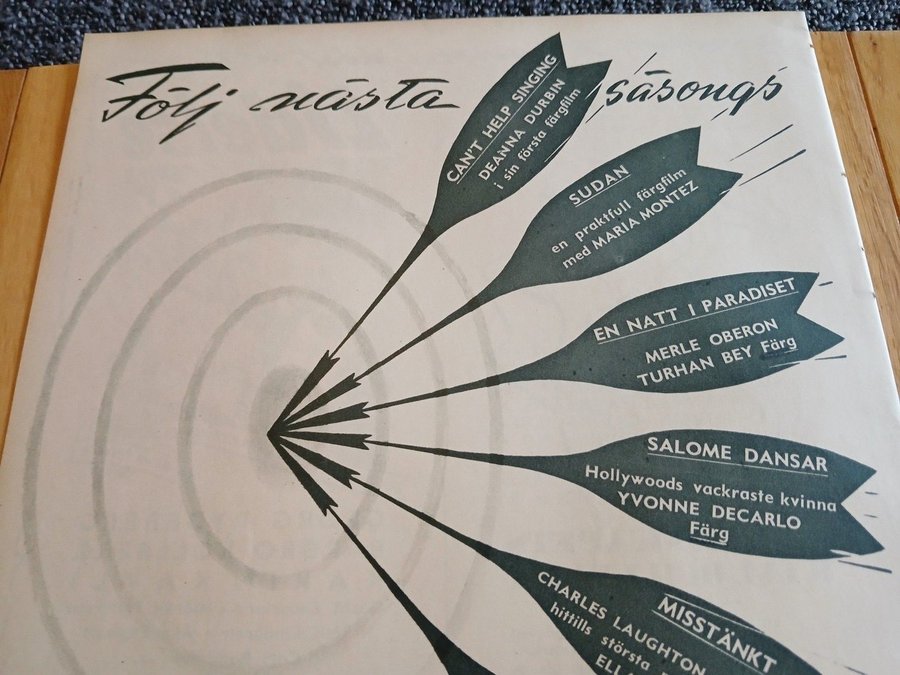 Följ nästa säsongs
CAN'T HELP SINGING
DEANNA DURBIN
i sin första färgfilm
SUDAN
en praktfull färgfilm
med MARIA MONTEZ
EN NATT I PARADISET
MERLE OBERON
TURHAN BEY Färg
SALOME DANSAR
Hollywoods vackraste kvinna
YVONNE DECARLO
Färg
MISSTÄNKT
CHARLES LAUGHTON
hittills största